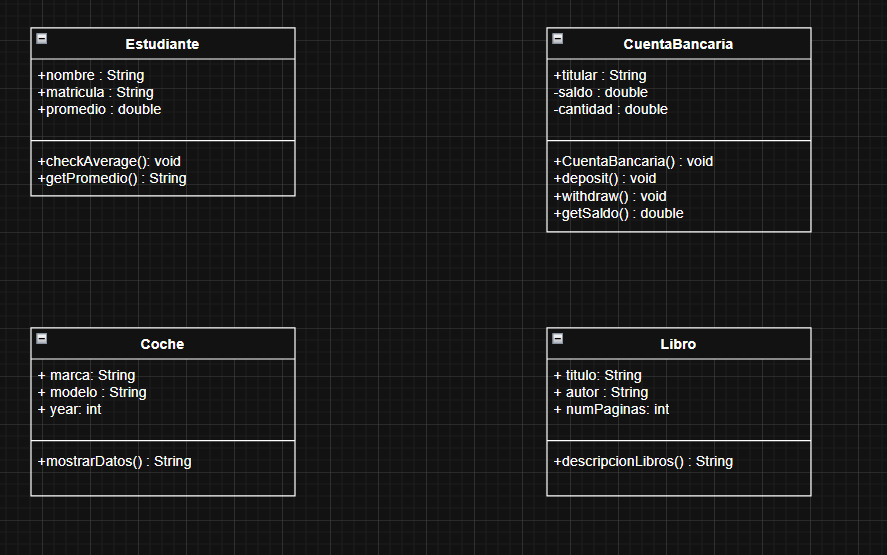 Estudiante
+nombre : String
+matricula : String
+promedio : double
+checkAverage(): void
+getPromedio() : String
CuentaBancaria
+titular : String
-saldo : double
-cantidad : double
+CuentaBancaria() : void
+deposit() : void
+withdraw() : void
+getSaldo() : double
Coche
+ marca: String
+ modelo : String
+ year: int
+mostrarDatos() : String
Libro
+ titulo: String
+ autor : String
+ numPaginas: int
+descripcionLibros() : String